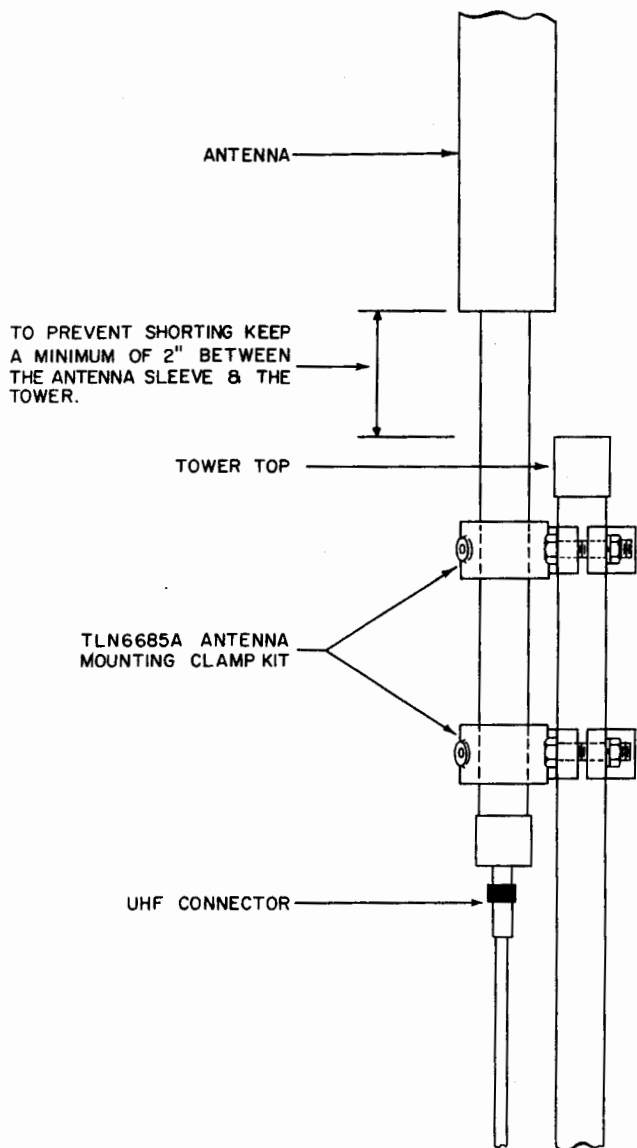 ANTENNA
TO PREVENT SHORTING KEEP
A MINIMUM OF 2" BETWEEN
THE ANTENNA SLEEVE & THE
TOWER.
TOWER TOP
TLN6685A ANTENNA
MOUNTING CLAMP KIT
UHF CONNECTOR